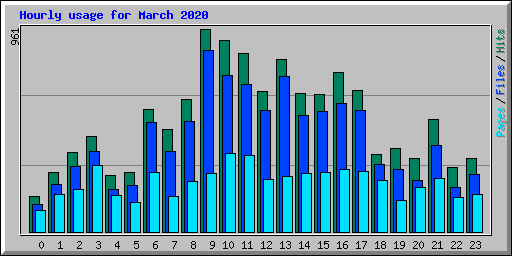 Hourly usage for March 2020
961
Pages/Files/Hits
0 1 2 3 4 5 6 7 8 9 10 11 12 13 14 15 16 17 18 19 20 21 22 23